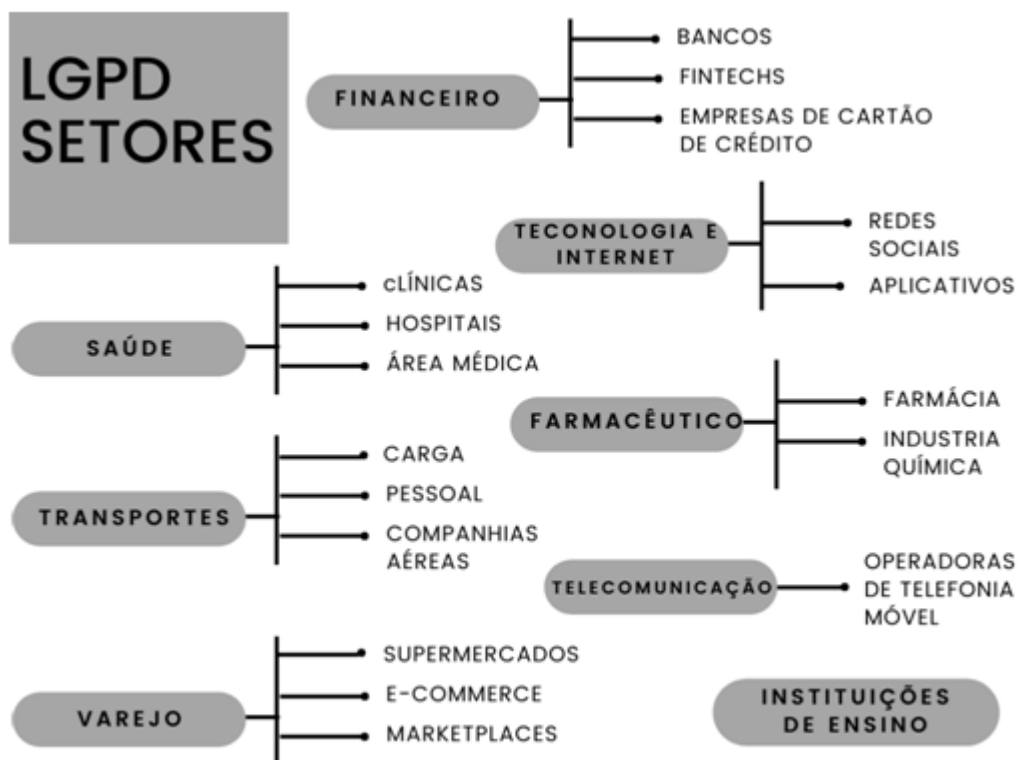 LGPD
SETORES
FINANCEIRO
BANCOS
FINTECHS
EMPRESAS DE CARTÃO
DE CRÉDITO
TECONOLOGIA E
INTERNET
REDES
SOCIAIS
APLICATIVOS
SAÚDE
cLÍNICAS
HOSPITAIS
ÁREA MÉDICA
FARMACÊUTICO
FARMÁCIA
INDUSTRIA
QUÍMICA
TRANSPORTES
CARGA
PESSOAL
COMPANHIAS
AÉREAS
TELECOMUNICAÇÃO
OPERADORAS
DE TELEFONIA
MÓVEL
VAREJO
SUPERMERCADOS
E-COMMERCE
MARKETPLACES
INSTITUIÇÕES
DE ENSINO